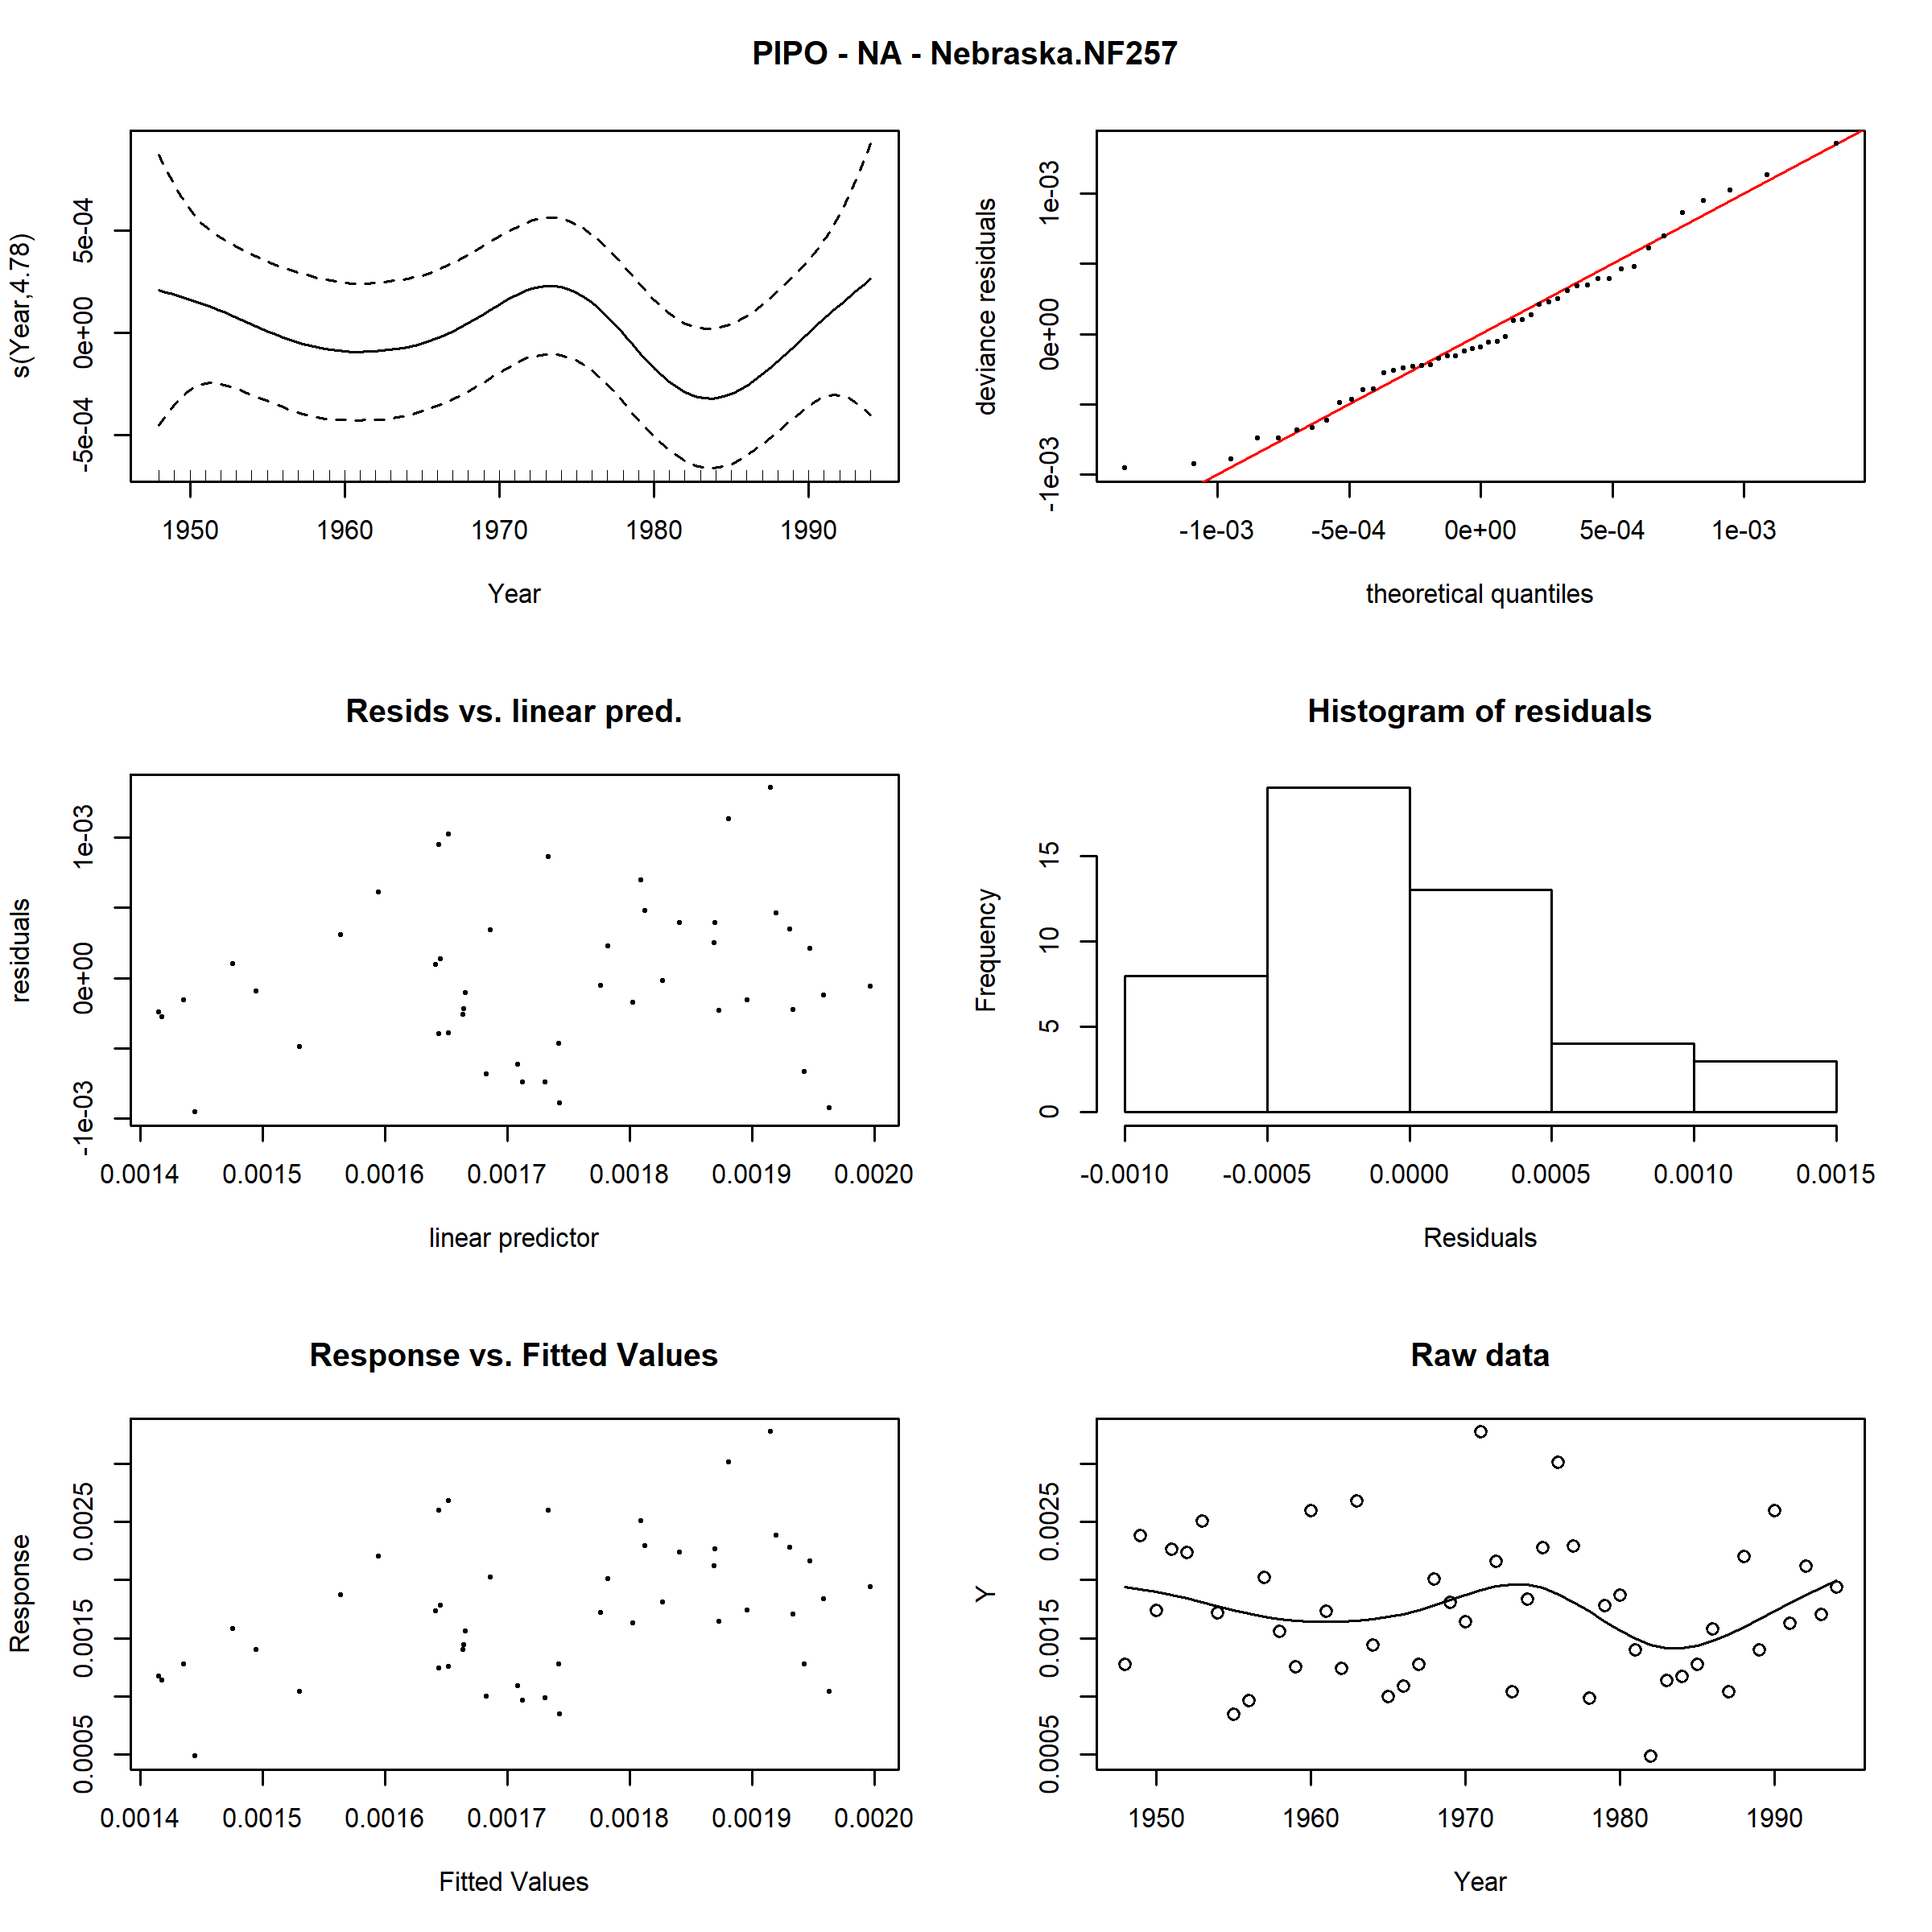 PIPO - NA - Nebraska.NF257
s(Year,4.78)
-5e-04 0e+00 5e-04
1950 1960 1970 1980 1990
Year
deviance residuals
-1e-03 0e+00 1e-03
-1e-03 -5e-04 0e+00 5e-04 1e-03
theoretical quantiles
Resids vs. linear pred.
residuals
-1e-03 0e+00 1e-03
0.0014 0.0015 0.0016 0.0017 0.0018 0.0019 0.0020
linear predictor
Histogram of residuals
Frequency
0 5 10 15
-0.0010 -0.0005 0.0000 0.0005 0.0010 0.0015
Residuals
Response vs. Fitted Values
Response
0.0005 0.0015 0.0025
0.0014 0.0015 0.0016 0.0017 0.0018 0.0019 0.0020
Fitted Values
Raw data
Y
0.0005 0.0015 0.0025
1950 1960 1970 1980 1990
Year